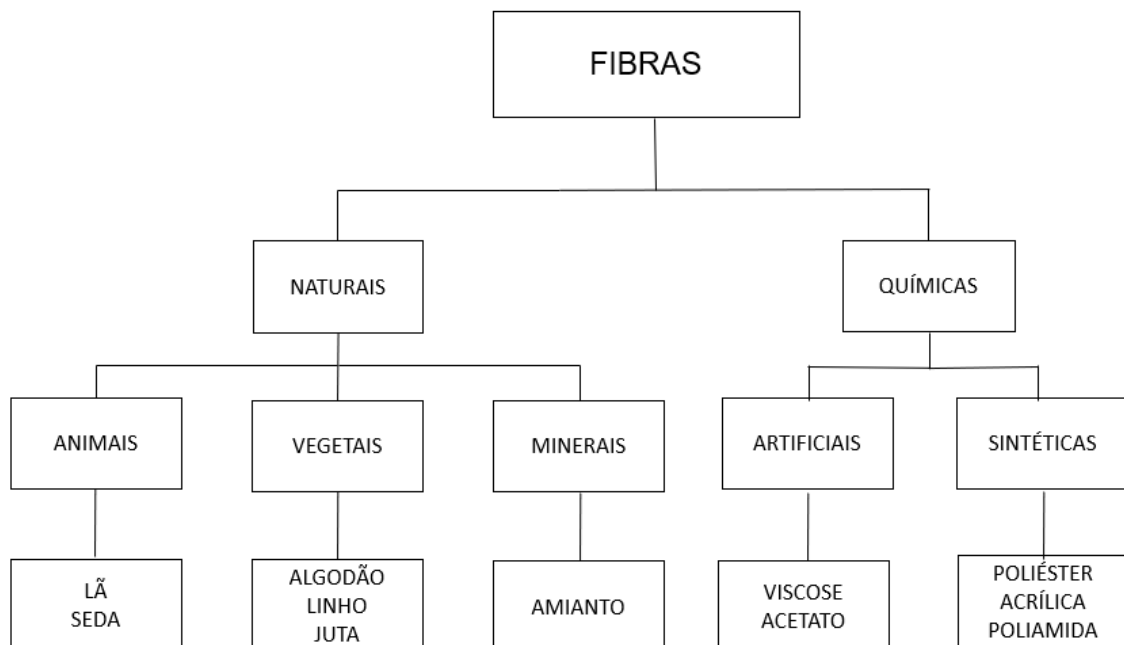 FIBRAS
NATURAIS
QUÍMICAS
ANIMAIS
VEGETAIS
MINERAIS
ARTIFICIAIS
SINTÉTICAS
LÃ
SEDA
ALGODÃO
LINHO
JUTA
AMIANTO
VISCOSE
ACETATO
POLIÉSTER
ACRÍLICA
POLIAMIDA